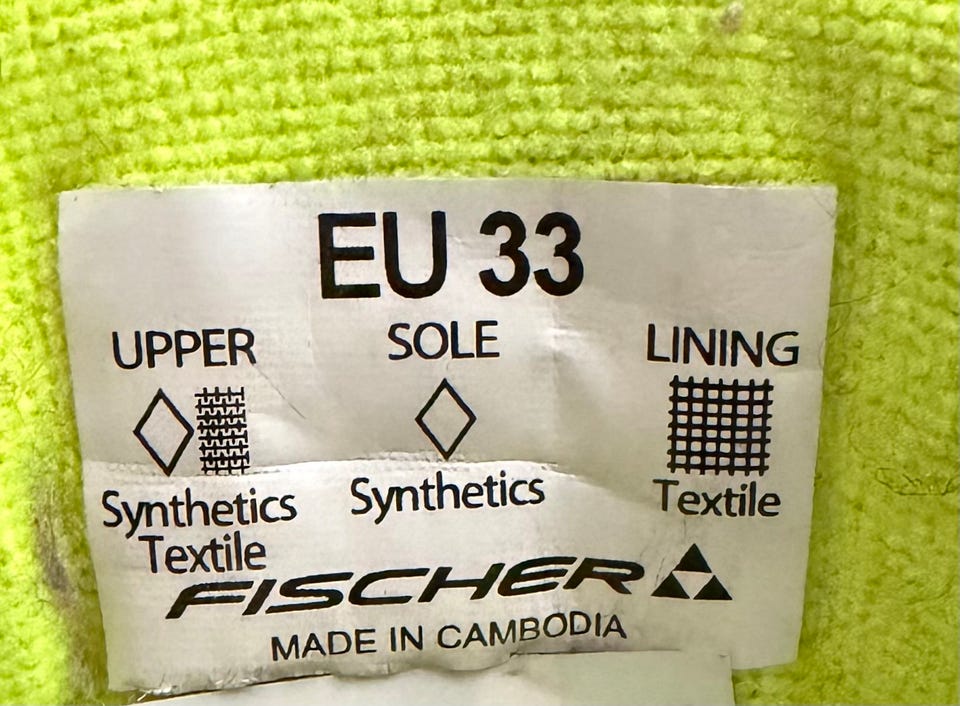 EU 33
UPPER SOLE LINING
Synthetics Synthetics Textile
Textile
FISCHER
MADE IN CAMBODIA